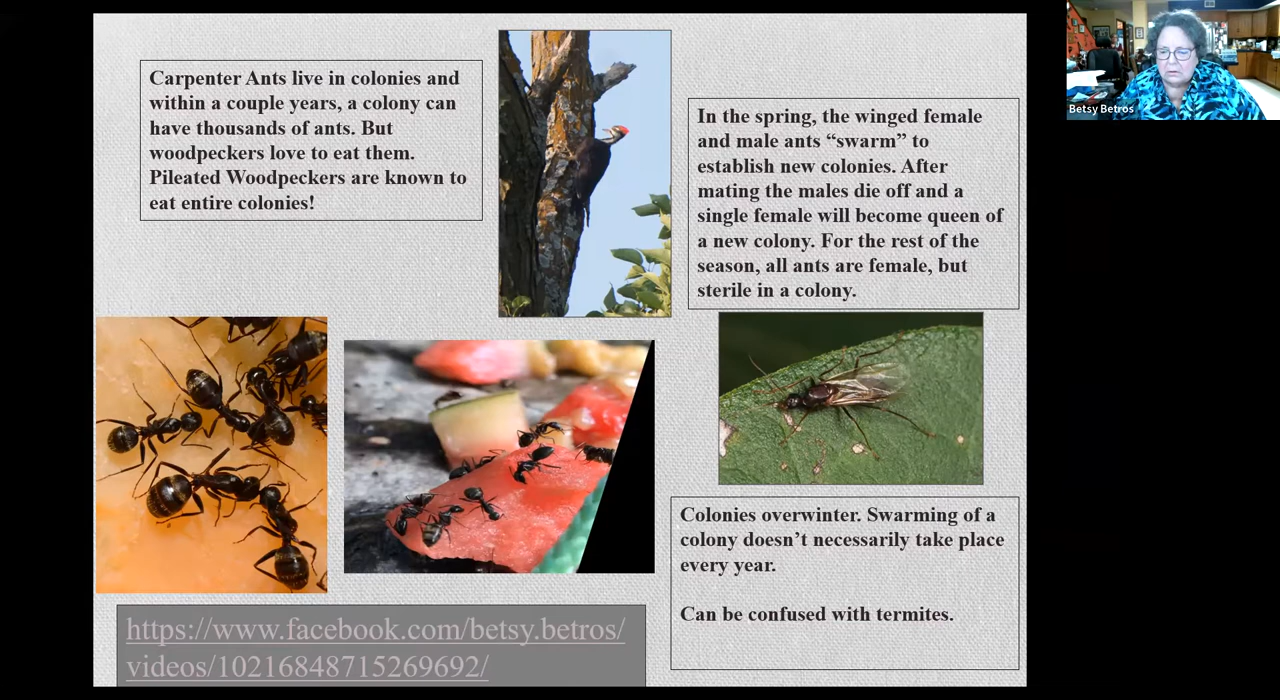 Carpenter Ants live in colonies and
within a couple years, a colony can
have thousands of ants. But
woodpeckers love to eat them.
Pileated Woodpeckers are known to
eat entire colonies!
In the spring, the winged female
and male ants “swarm” to
establish new colonies. After
mating the males die off and a
single female will become queen of
a new colony. For the rest of the
season, all ants are female, but
sterile in a colony.
Colonies overwinter. Swarming of a
colony doesn’t necessarily take place
every year.
Can be confused with termites.
https://www.facebook.com/betsy.betros/
videos/10216848715269692/
Betsy Betros